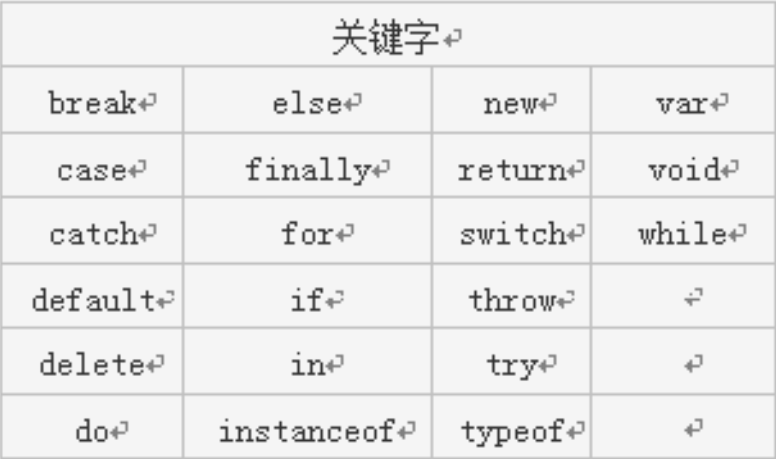 关键字
break else new var
case finally return void
catch for switch while
default if throw
delete in try
do instanceof typeof